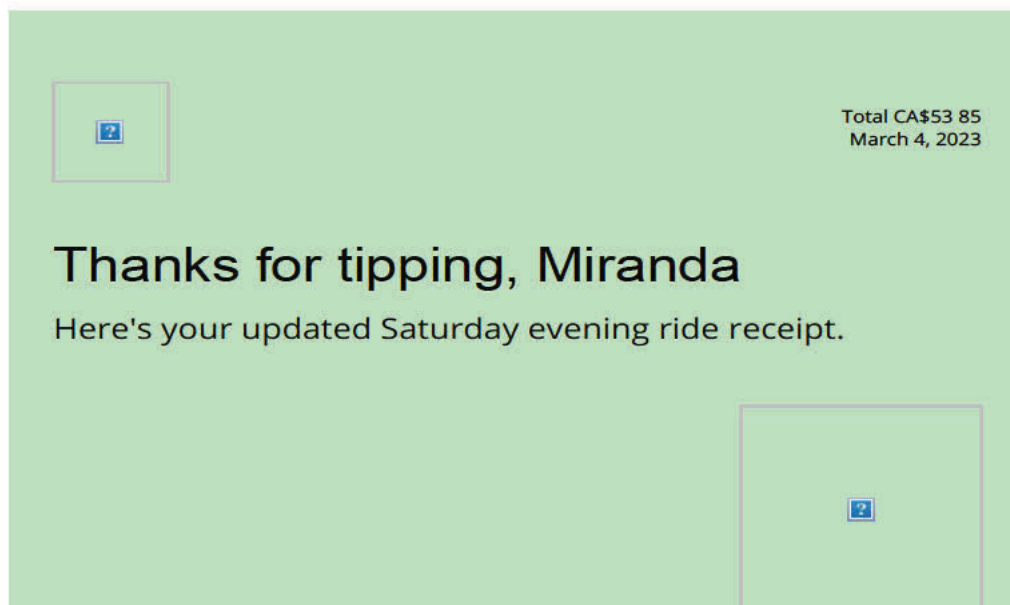 Total CA$53 85
March 4, 2023
Thanks for tipping, Miranda
Here's your updated Saturday evening ride receipt.